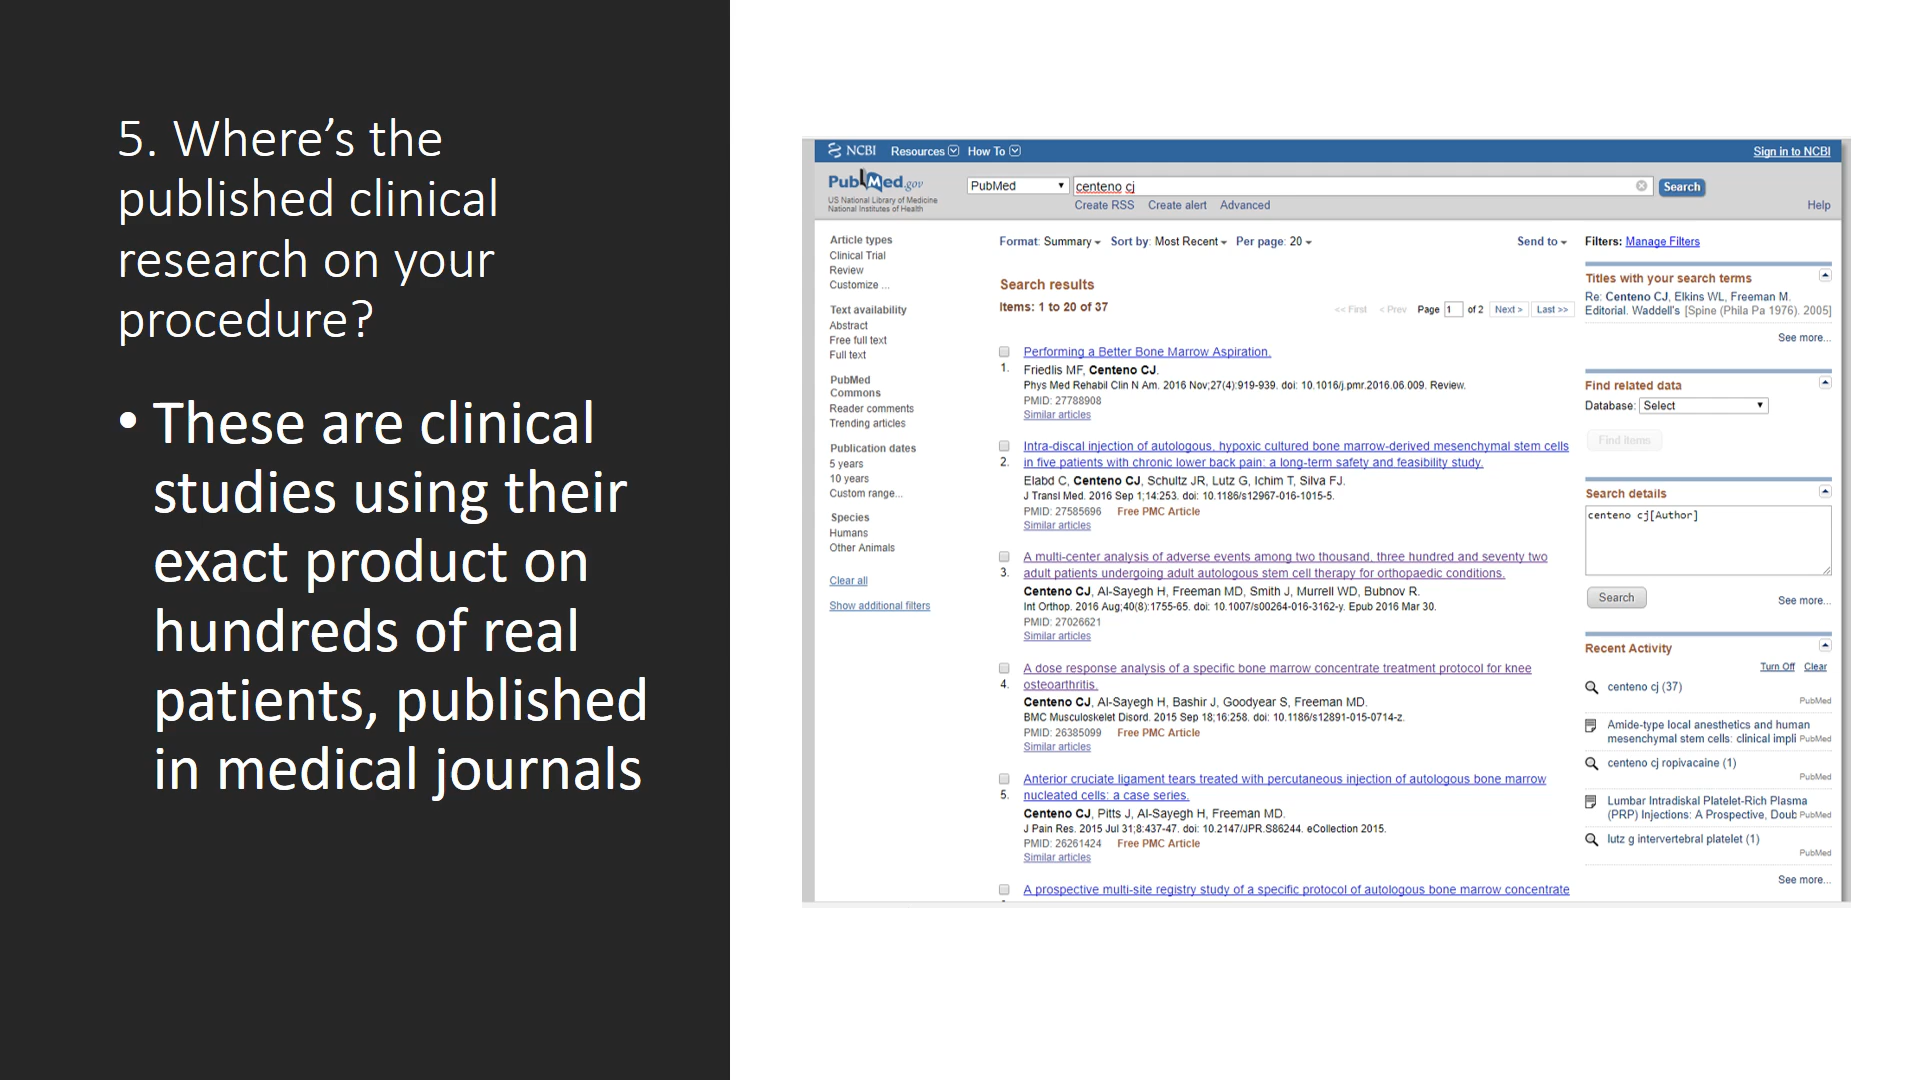 5. Where’s the
published clinical
research on your
procedure?
• These are clinical
studies using their
exact product on
hundreds of real
patients, published
in medical journals
NCBI Resources How To Sign in to NCBI
PubMed.gov
US National Library of Medicine
National Institutes of Health
PubMed
centeno cj
Search
Create RSS Create alert Advanced
Help
Article types
Clinical Trial
Review
Customize ...
Text availability
Abstract
Free full text
Full text
PubMed
Commons
Reader comments
Trending articles
Publication dates
5 years
10 years
Custom range...
Species
Humans
Other Animals
Clear all
Show additional filters
Format: Summary Sort by: Most Recent Per page: 20 Send to
Search results
Items: 1 to 20 of 37
<< First < Prev Page 1 of 2 Next > Last >>
Performing a Better Bone Marrow Aspiration.
1. Friedlis MF, Centeno CJ.
Phys Med Rehabil Clin N Am. 2016 Nov;27(4):919-939. doi: 10.1016/j.pmr.2016.06.009. Review.
PMID: 27788908
Similar articles
Intra-discal injection of autologous, hypoxic cultured bone marrow-derived mesenchymal stem cells
2. in five patients with chronic lower back pain: a long-term safety and feasibility study.
Elabd C, Centeno CJ, Schultz JR, Lutz G, Ichim T, Silva FJ.
J Transl Med. 2016 Sep 1;14:253. doi: 10.1186/s12967-016-1015-5.
PMID: 27585696 Free PMC Article
Similar articles
A multi-center analysis of adverse events among two thousand, three hundred and seventy two
3. adult patients undergoing adult autologous stem cell therapy for orthopaedic conditions.
Centeno CJ, Al-Sayegh H, Freeman MD, Smith J, Murrell WD, Bubnov R.
Int Orthop. 2016 Aug;40(8):1755-65. doi: 10.1007/s00264-016-3162-y. Epub 2016 Mar 30.
PMID: 27026621
Similar articles
A dose response analysis of a specific bone marrow concentrate treatment protocol for knee
4. osteoarthritis.
Centeno CJ, Al-Sayegh H, Bashir J, Goodyear S, Freeman MD.
BMC Musculoskelet Disord. 2015 Sep 18;16:258. doi: 10.1186/s12891-015-0714-z.
PMID: 26385099 Free PMC Article
Similar articles
Anterior cruciate ligament tears treated with percutaneous injection of autologous bone marrow
5. nucleated cells: a case series.
Centeno CJ, Pitts J, Al-Sayegh H, Freeman MD.
J Pain Res. 2015 Jul 31;8:437-47. doi: 10.2147/JPR.S86244. eCollection 2015.
PMID: 26261424 Free PMC Article
Similar articles
A prospective multi-site registry study of a specific protocol of autologous bone marrow concentrate
Filters: Manage Filters
Titles with your search terms
Re: Centeno CJ, Elkins WL, Freeman M.
Editorial. Waddell's [Spine (Phila Pa 1976). 2005]
See more...
Find related data
Database: Select
Find items
Search details
centeno cj[Author]
Search
See more...
Recent Activity
Turn Off Clear
centeno cj (37)
PubMed
Amide-type local anesthetics and human
mesenchymal stem cells: clinical impli PubMed
centeno cj ropivacaine (1)
PubMed
Lumbar Intradiskal Platelet-Rich Plasma
(PRP) Injections: A Prospective, Doub PubMed
lutz g intervertebral platelet (1)
PubMed
See more...